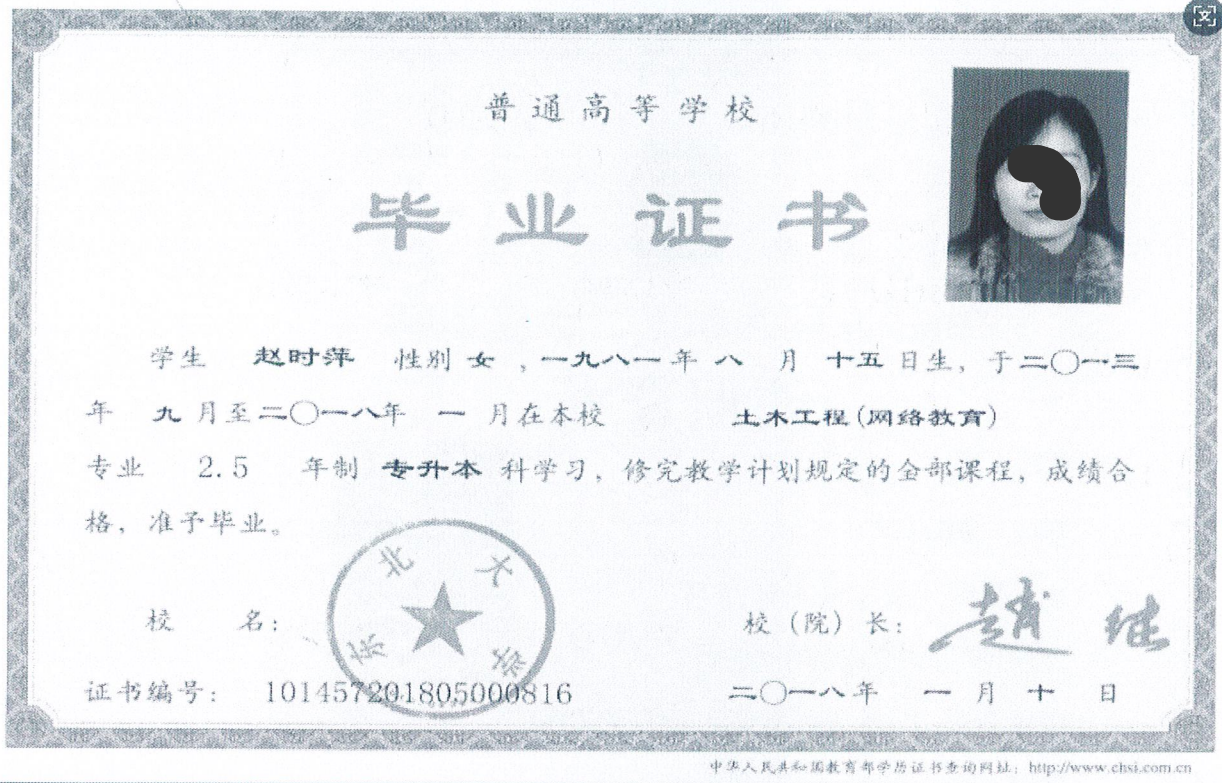 普通高等学校
毕业证书
学生 赵时萍 性别 女 ，一九八一年 八 月 十五 日生，于二〇一三
年 九 月至二〇一八年 一 月在本校 土木工程(网络教育)
专业 2.5 年制 专升本 科学习，修完教学计划规定的全部课程，成绩合
格，准予毕业。
东北大学
校 名： 校（院）长： 赵继
证书编号： 101457201805000816 二〇一八年 一 月 十 日
中华人民共和国教育部学历证书查询网址：http://www.chsi.com.cn